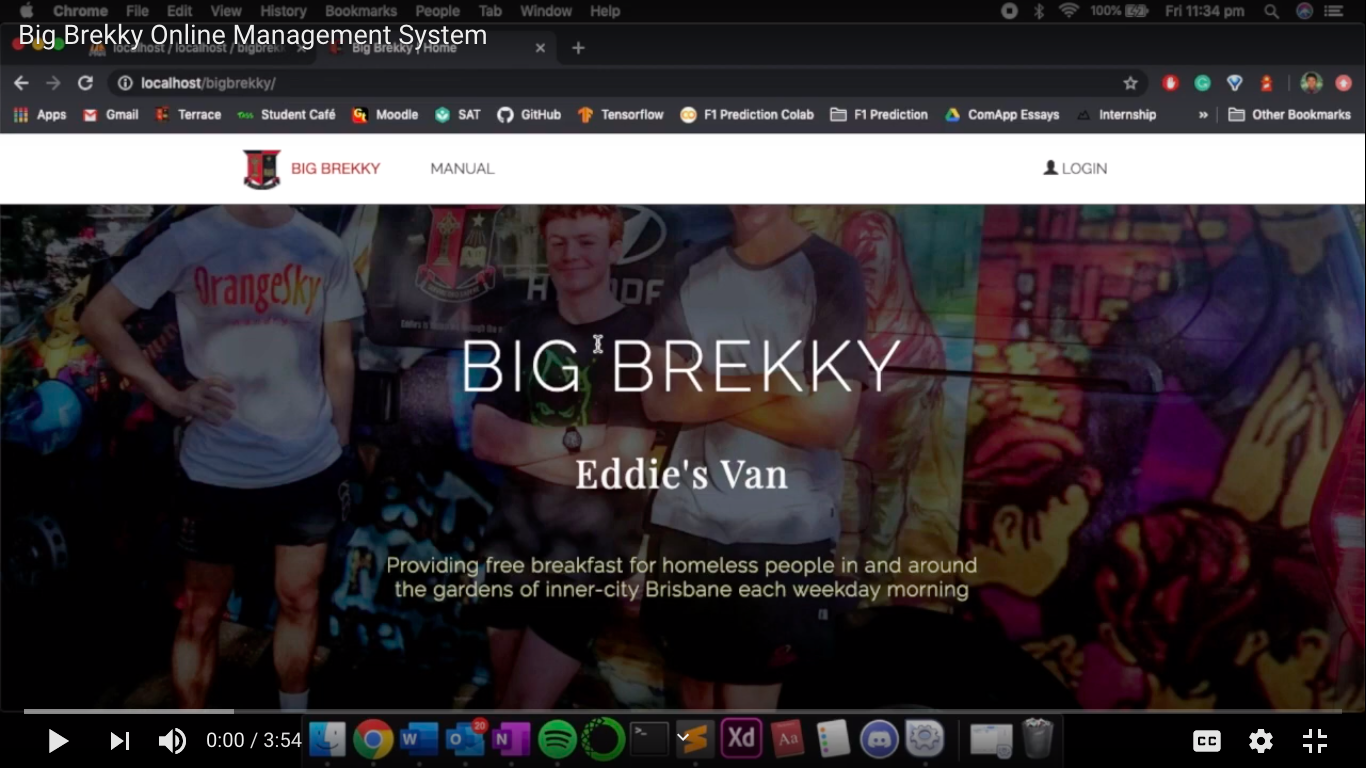 Chrome File Edit View History Bookmarks People Tab Window Help 100% Fri 11:34 pm
Big Brekky Online Management System
localhost / localhost / bigbrek Big Brekky | Home
localhost/bigbrekky/
Apps Gmail Terrace Student Café Moodle SAT GitHub Tensorflow F1 Prediction Colab F1 Prediction ComApp Essays Internship » Other Bookmarks
BIG BREKKY MANUAL LOGIN
OrangeSky
BIG BREKKY
Eddie's Van
Providing free breakfast for homeless people in and around
the gardens of inner-city Brisbane each weekday morning
20
W O N >_ Xd Aa
0:00 / 3:54 CC